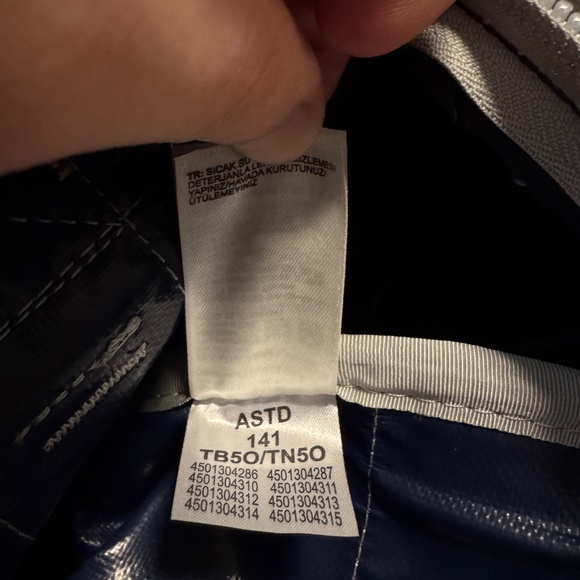 TR: SICAK SU
DETERJANLA
YAPINIZ/HAVADA KURUTUNUZ/
ÜTÜLEMEYİNİZ
ASTD
141
TB5O/TN5O
4501304286 4501304287
4501304310 4501304311
4501304312 4501304313
4501304314 4501304315